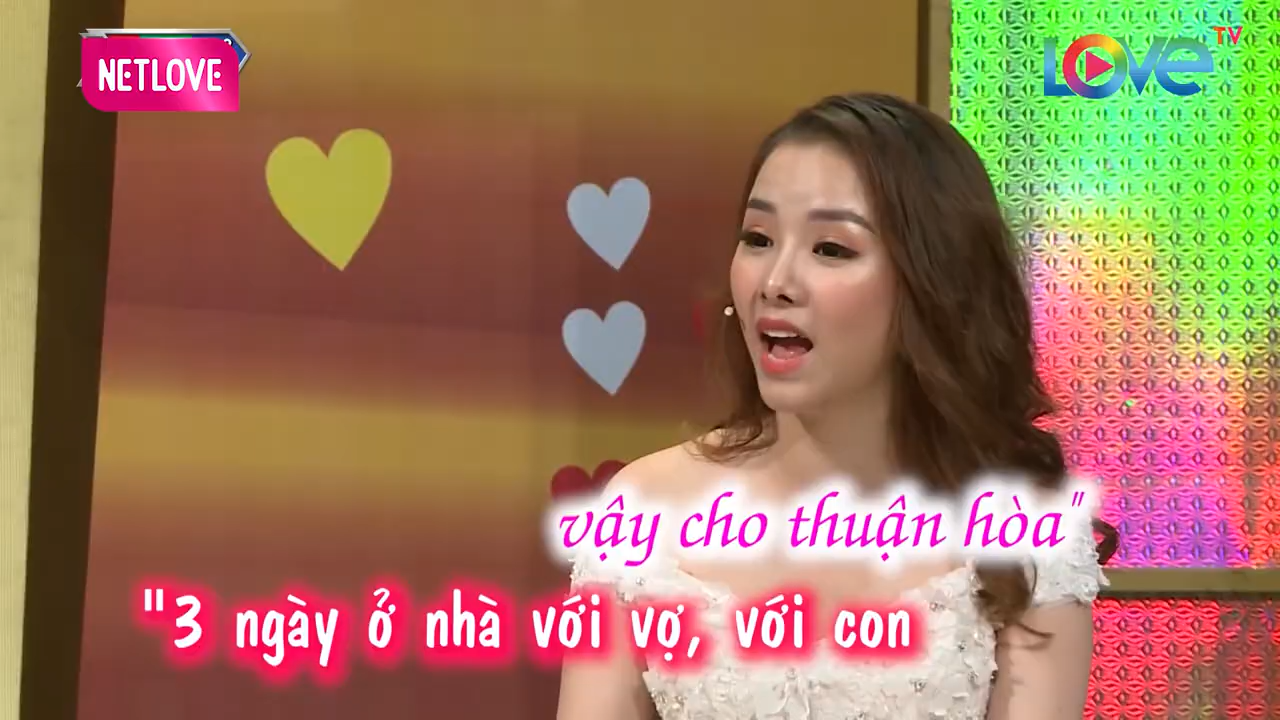 NETLOVE
LOVE TV
vậy cho thuận hòa"
"3 ngày ở nhà với vợ, với con